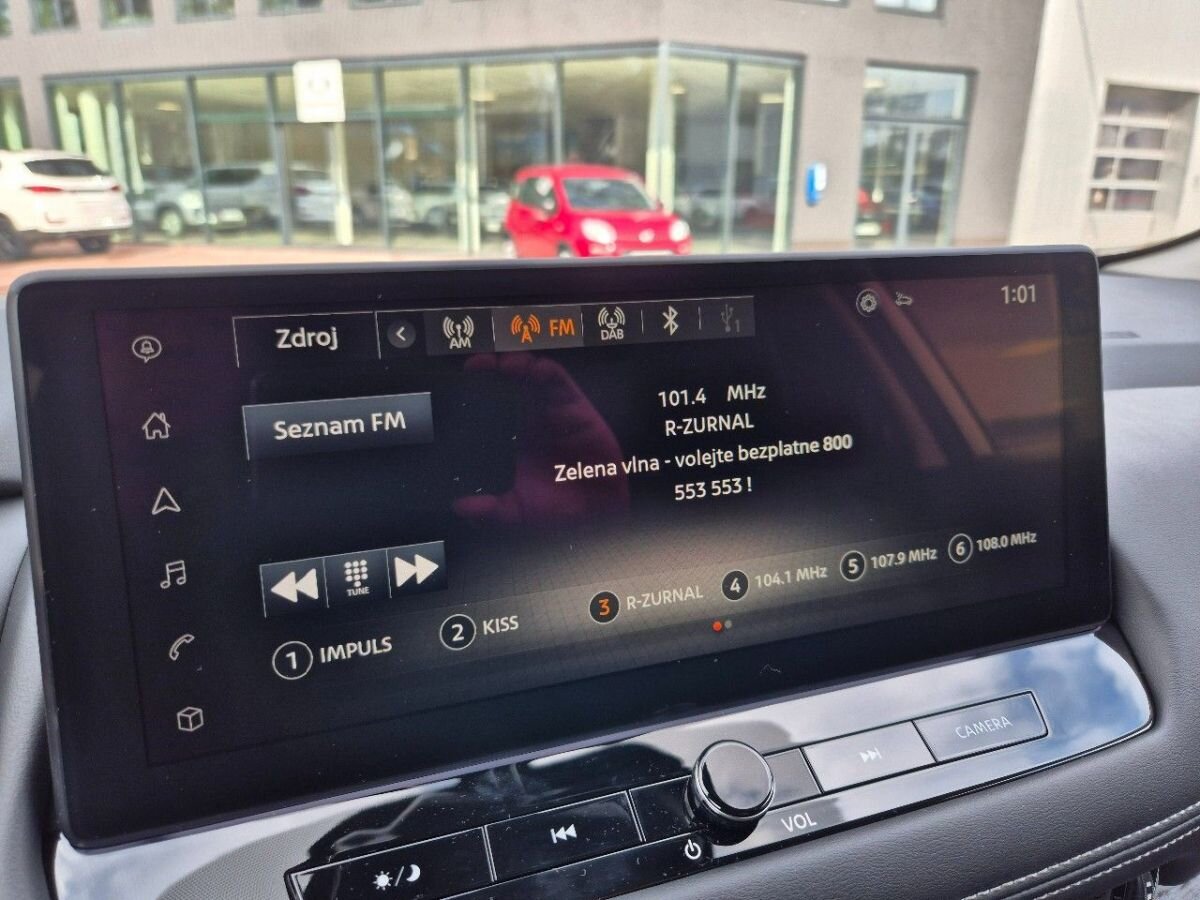 1:01
Zdroj
AM
FM
DAB
1
Seznam FM
101.4 MHz
R-ZURNAL
Zelena vlna - volejte bezplatne 800
553 553 !
TUNE
1 IMPULS
2 KISS
3 R-ZURNAL
4 104.1 MHz
5 107.9 MHz
6 108.0 MHz
CAMERA
VOL